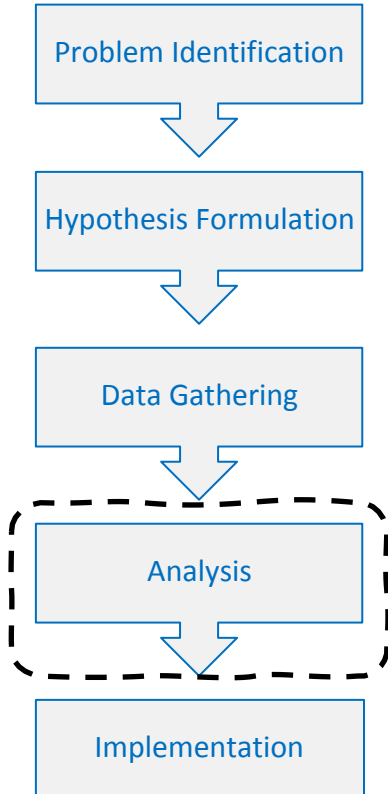 Problem Identification
Hypothesis Formulation
Data Gathering
Analysis
Implementation